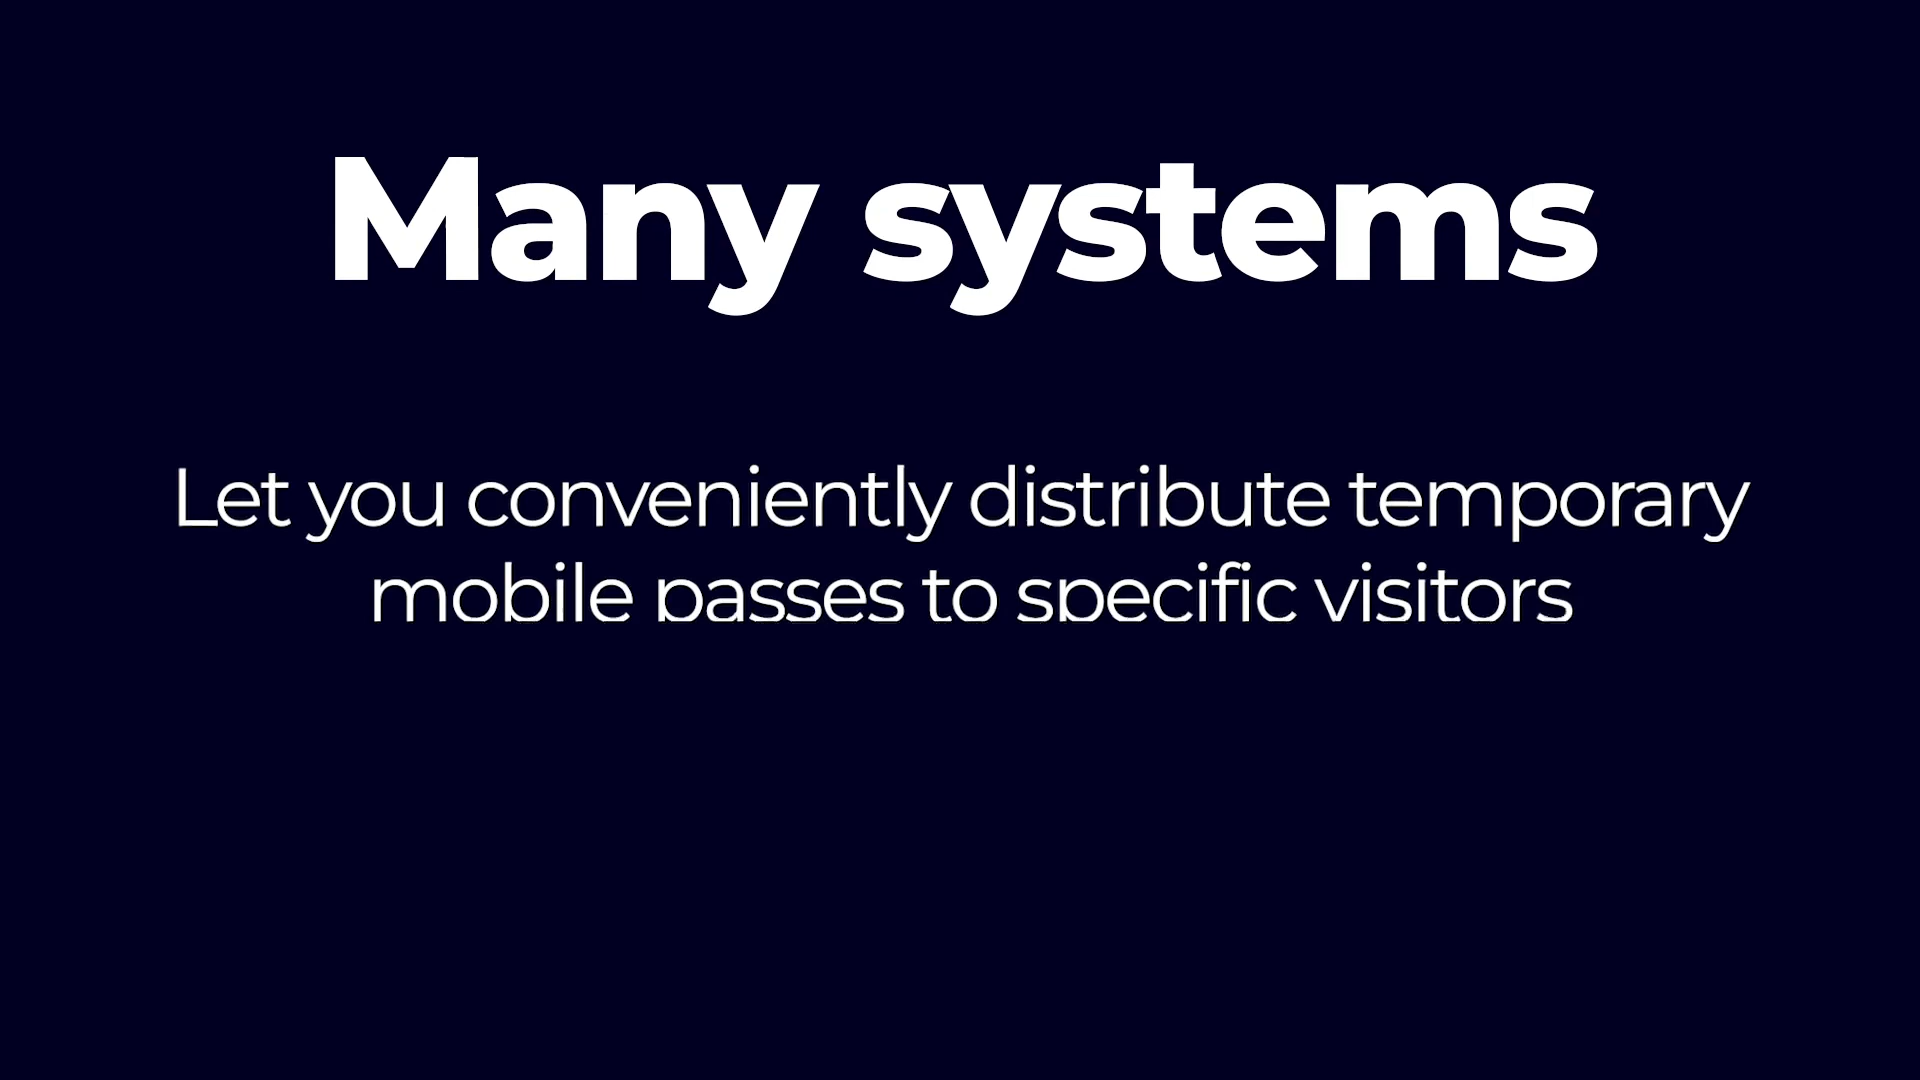 Many systems
Let you conveniently distribute temporary
mobile passes to specific visitors